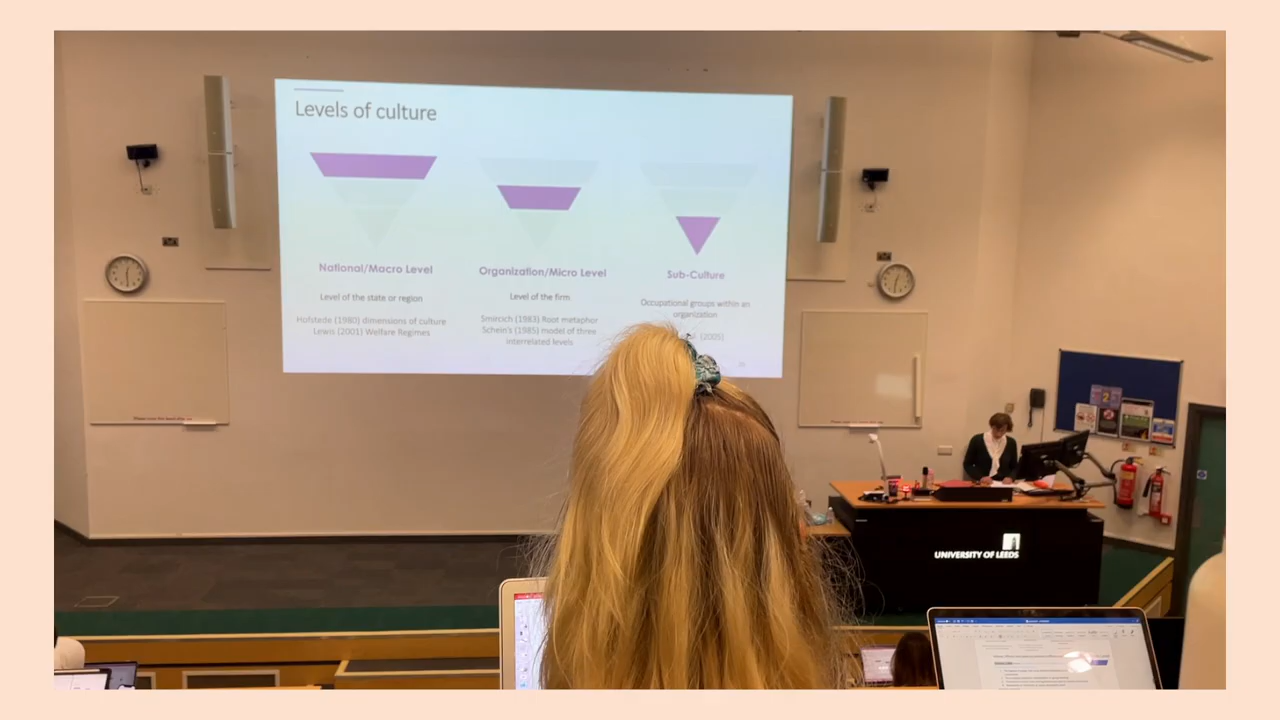 Levels of culture
National/Macro Level
Level of the state or region
Hofstede (1980) dimensions of culture
Lewis (2001) Welfare Regimes
Organization/Micro Level
Level of the firm
Smircich (1983) Root metaphor
Schein's (1985) model of three
interrelated levels
Sub-Culture
Occupational groups within an
organization
(2005)
UNIVERSITY OF LEEDS